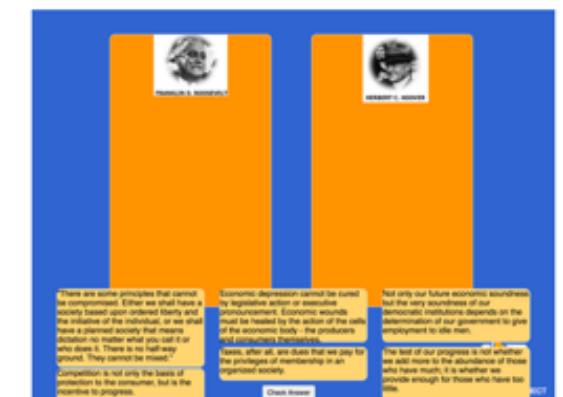 FRANKLIN D. ROOSEVELT
HERBERT C. HOOVER
"There are some principles that cannot
be compromised. Either we shall have a
society based upon ordered liberty and
the initiative of the individual, or we shall
have a planned society that means
dictation no matter what you call it or
who does it. There is no half-way
ground. They cannot be mixed."
Competition is not only the basis of
protection to the consumer, but is the
incentive to progress.
Economic depression cannot be cured
by legislative action or executive
pronouncement. Economic wounds
must be healed by the action of the cells
of the economic body - the producers
and consumers themselves.
Taxes, after all, are dues that we pay for
the privileges of membership in an
organized society.
Check Answer
Not only our future economic soundness
but the very soundness of our
democratic institutions depends on the
determination of our government to give
employment to idle men.
The test of our progress is not whether
we add more to the abundance of those
who have much; it is whether we
provide enough for those who have too
little.